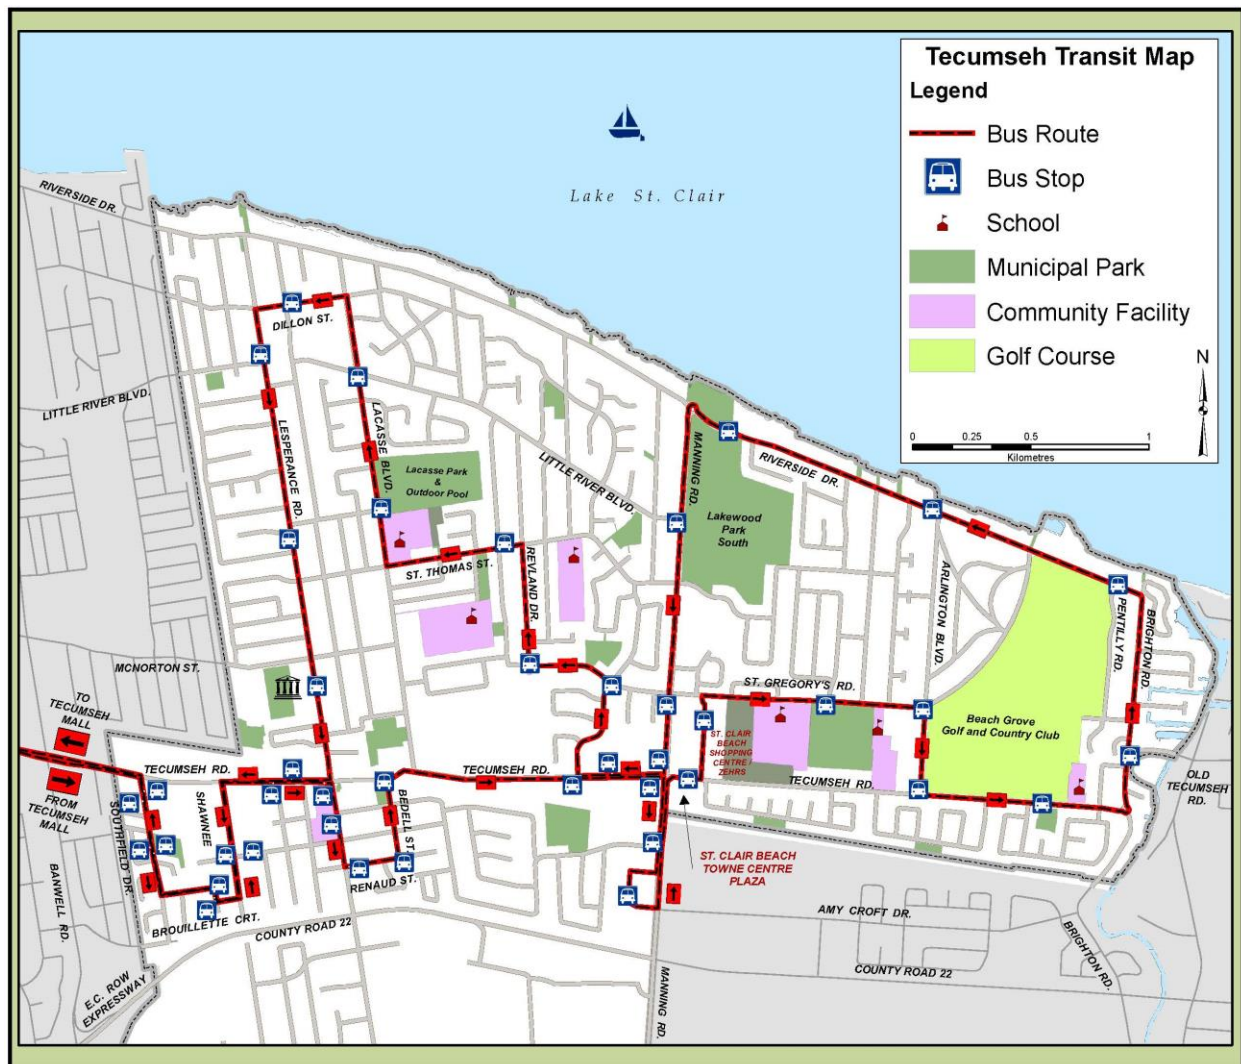 Tecumseh Transit Map
Legend
Bus Route
Bus Stop
School
Municipal Park
Community Facility
Golf Course
N
0 0.25 0.5 1
Kilometres
Lake St. Clair
RIVERSIDE DR.
DILLON ST.
LITTLE RIVER BLVD.
LESPERANCE RD.
LACASSE BLVD.
Lacasse Park
&
Outdoor Pool
LITTLE RIVER BLVD.
MANNING RD.
RIVERSIDE DR.
Lakewood
Park
South
ST. THOMAS ST.
REVLAND DR.
ARLINGTON BLVD.
PENTILLY RD.
BRIGHTON RD.
MCNORTON ST.
ST. GREGORY'S RD.
Beach Grove
Golf and Country Club
TO
TECUMSEH
MALL
FROM
TECUMSEH
MALL
TECUMSEH RD.
TECUMSEH RD.
ST. CLAIR
BEACH
SHOPPING
CENTRE /
ZEHRS
TECUMSEH RD.
OLD
TECUMSEH
RD.
SOUTHFIELD DR.
SHAWNEE
BEDELL ST.
RENAUD ST.
BANWELL RD.
BROUILLETTE CRT.
COUNTY ROAD 22
ST. CLAIR BEACH
TOWNE CENTRE
PLAZA
AMY CROFT DR.
BRIGHTON RD.
COUNTY ROAD 22
E.C. ROW
EXPRESSWAY
MANNING RD.